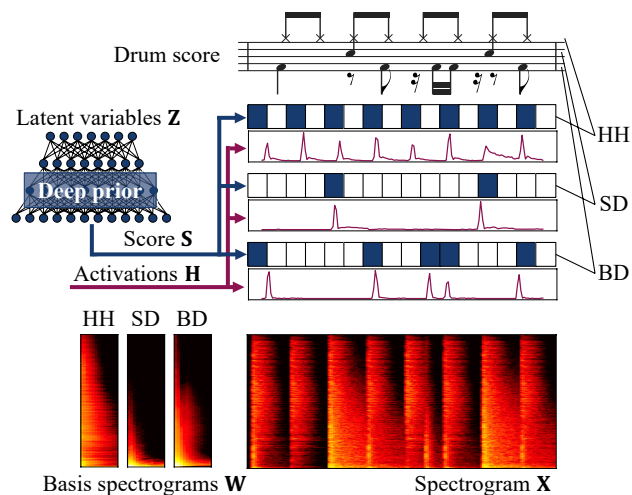 Drum score
Latent variables Z
Deep prior
HH
SD
Score S
Activations H
BD
HH SD BD
Basis spectrograms W
Spectrogram X